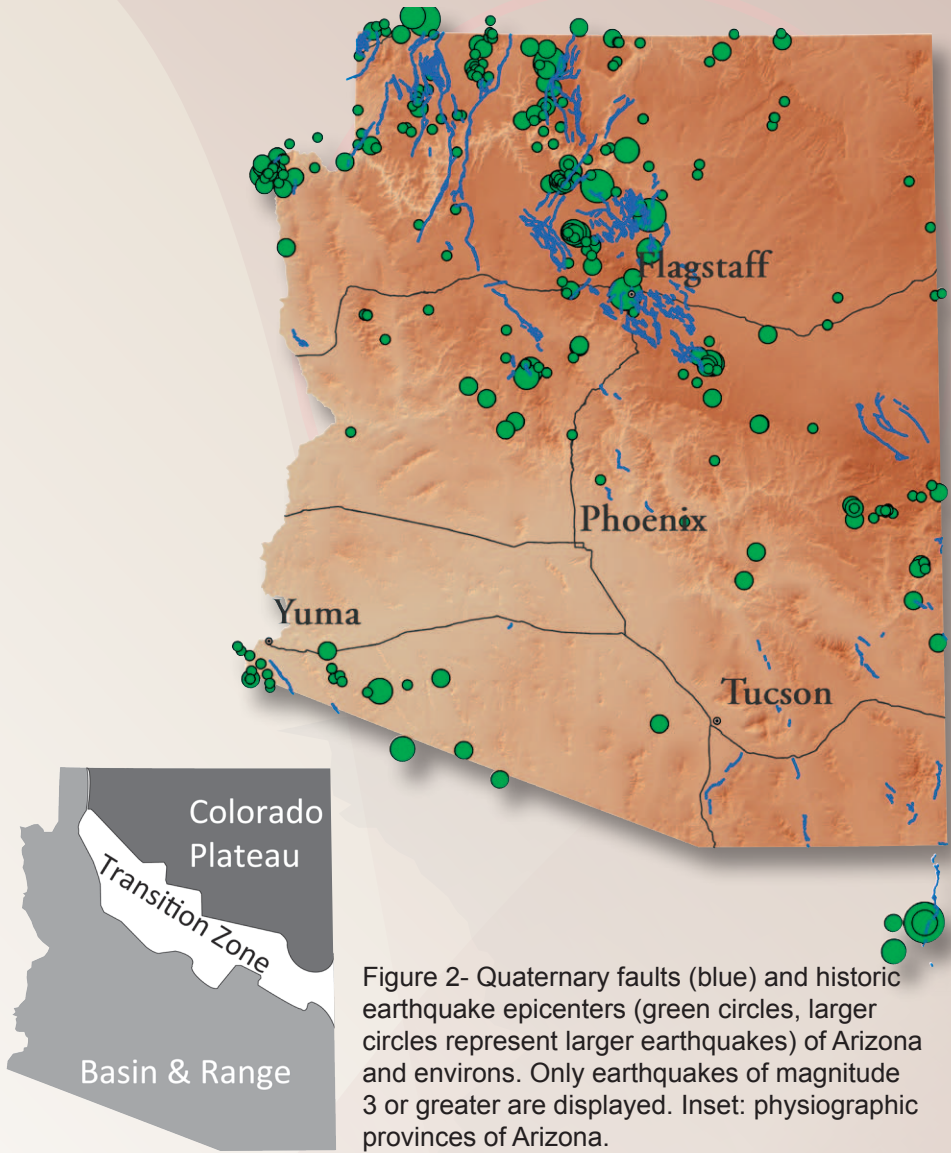 Flagstaff
Phoenix
Yuma
Tucson
Colorado
Plateau
Transition Zone
Basin & Range
Figure 2- Quaternary faults (blue) and historic
earthquake epicenters (green circles, larger
circles represent larger earthquakes) of Arizona
and environs. Only earthquakes of magnitude
3 or greater are displayed. Inset: physiographic
provinces of Arizona.